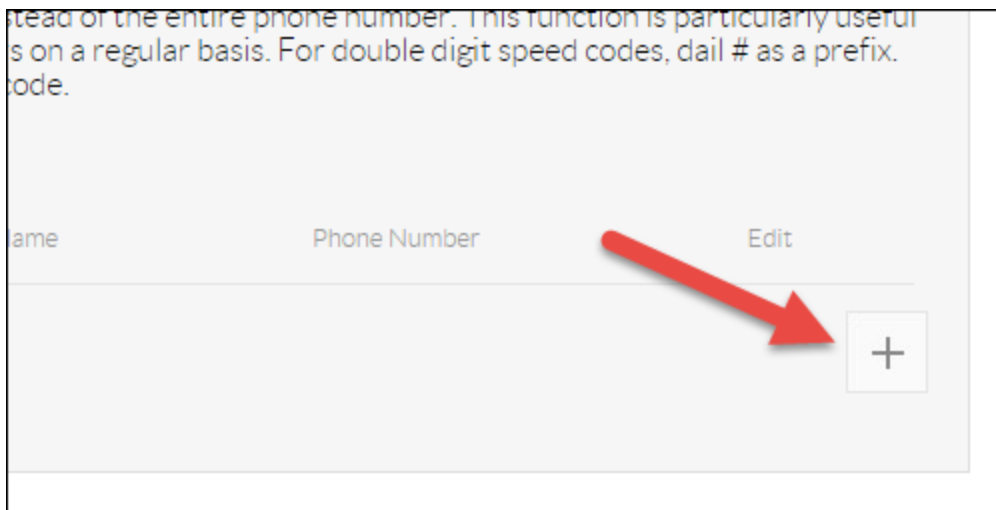 stead of the entire phone number. This function is particularly useful
s on a regular basis. For double digit speed codes, dail # as a prefix.
code.
lame Phone Number Edit
+